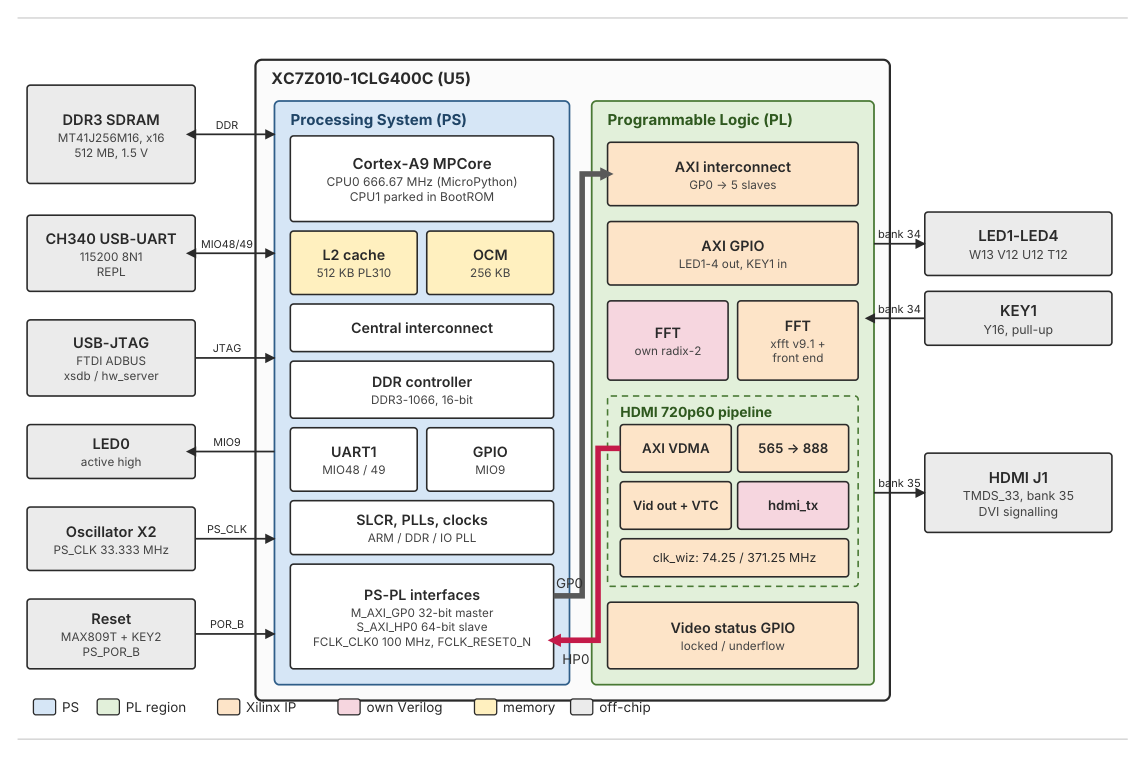 XC7Z010-1CLG400C (U5)
DDR3 SDRAM
MT41J256M16, x16
512 MB, 1.5 V
DDR
CH340 USB-UART
115200 8N1
REPL
MIO48/49
USB-JTAG
FTDI ADBUS
xsdb / hw_server
JTAG
LED0
active high
MIO9
Oscillator X2
PS_CLK 33.333 MHz
PS_CLK
Reset
MAX809T + KEY2
PS_POR_B
POR_B
Processing System (PS)
Cortex-A9 MPCore
CPU0 666.67 MHz (MicroPython)
CPU1 parked in BootROM
L2 cache
512 KB PL310
OCM
256 KB
Central interconnect
DDR controller
DDR3-1066, 16-bit
UART1
MIO48 / 49
GPIO
MIO9
SLCR, PLLs, clocks
ARM / DDR / IO PLL
PS-PL interfaces
M_AXI_GP0 32-bit master
S_AXI_HP0 64-bit slave
FCLK_CLK0 100 MHz, FCLK_RESET0_N
GP0
HP0
Programmable Logic (PL)
AXI interconnect
GP0 → 5 slaves
AXI GPIO
LED1-4 out, KEY1 in
FFT
own radix-2
FFT
xfft v9.1 +
front end
HDMI 720p60 pipeline
AXI VDMA
565 → 888
Vid out + VTC
hdmi_tx
clk_wiz: 74.25 / 371.25 MHz
Video status GPIO
locked / underflow
bank 34
LED1-LED4
W13 V12 U12 T12
bank 34
KEY1
Y16, pull-up
bank 35
HDMI J1
TMDS_33, bank 35
DVI signalling
PS
PL region
Xilinx IP
own Verilog
memory
off-chip